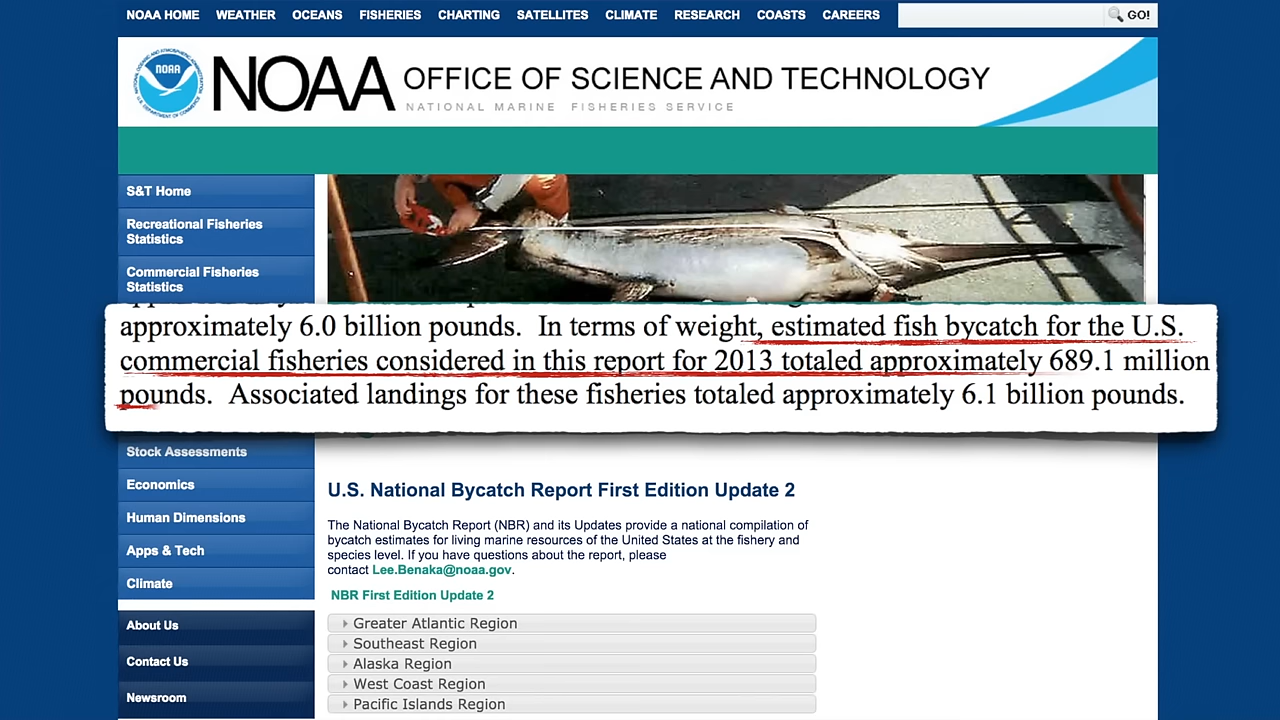 NOAA HOME WEATHER OCEANS FISHERIES CHARTING SATELLITES CLIMATE RESEARCH COASTS CAREERS GO!
NOAA
NOAA OFFICE OF SCIENCE AND TECHNOLOGY
NATIONAL MARINE FISHERIES SERVICE
S&T Home
Recreational Fisheries
Statistics
Commercial Fisheries
Statistics
approximately 6.0 billion pounds. In terms of weight, estimated fish bycatch for the U.S.
commercial fisheries considered in this report for 2013 totaled approximately 689.1 million
pounds. Associated landings for these fisheries totaled approximately 6.1 billion pounds.
Stock Assessments
Economics
Human Dimensions
Apps & Tech
Climate
About Us
Contact Us
Newsroom
U.S. National Bycatch Report First Edition Update 2
The National Bycatch Report (NBR) and its Updates provide a national compilation of
bycatch estimates for living marine resources of the United States at the fishery and
species level. If you have questions about the report, please
contact Lee.Benaka@noaa.gov.
NBR First Edition Update 2
Greater Atlantic Region
Southeast Region
Alaska Region
West Coast Region
Pacific Islands Region